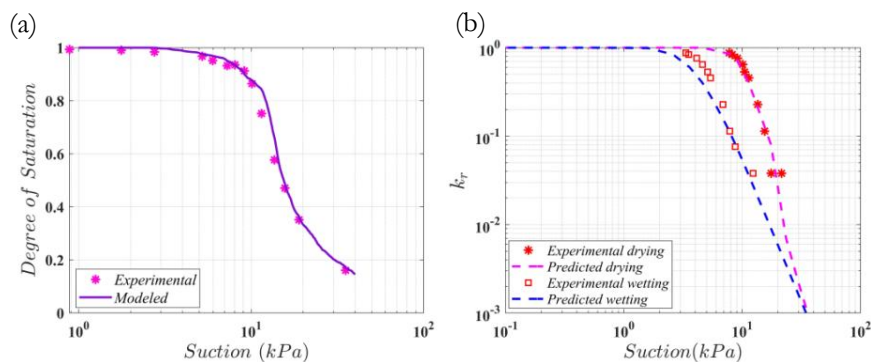 (a)
1
0.8
0.6
0.4
0.2
0
Degree of Saturation
Experimental
Modeled
10^0
10^1
10^2
Suction (kPa)
(b)
10^0
10^-1
10^-2
10^-3
k_r
Experimental drying
Predicted drying
Experimental wetting
Predicted wetting
10^-1
10^0
10^1
10^2
Suction(kPa)